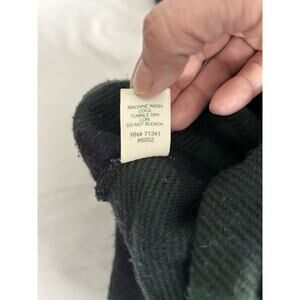 MACHINE WASH
COLD.
TUMBLE DRY
LOW
DO NOT BLEACH
RN# 71341
#6052